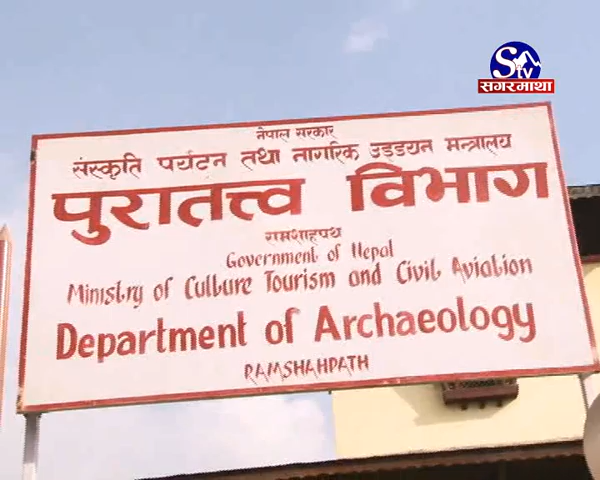 STV
सगरमाथा
नेपाल सरकार
संस्कृति पर्यटन तथा नागरिक उड्डयन मन्त्रालय
पुरातत्त्व विभाग
रामशाहपथ
Government of Nepal
Ministry of Culture Tourism and Civil Aviation
Department of Archaeology
RAMSHAHPATH